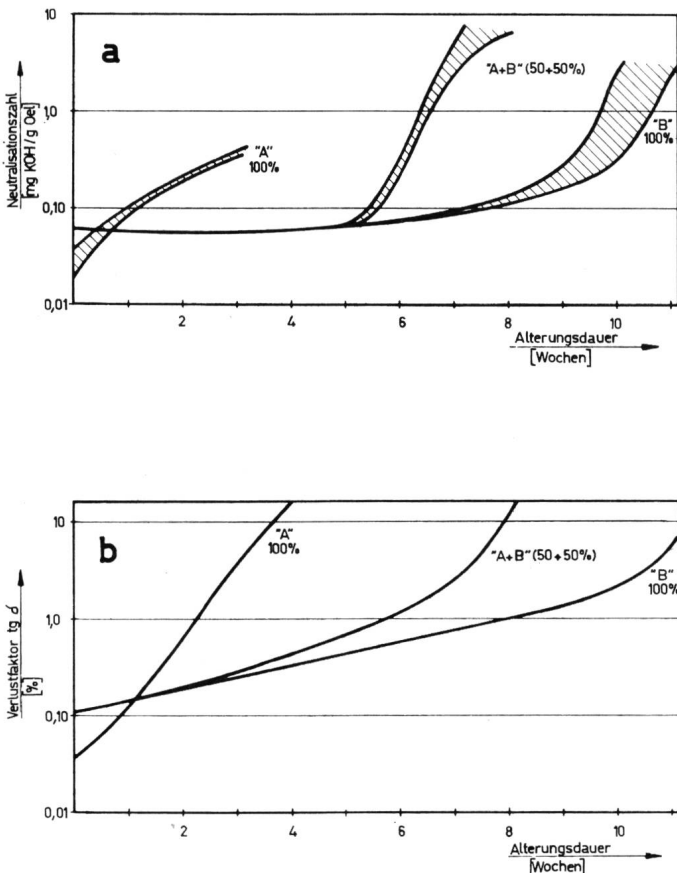 a
10
1,0
0,10
0,01
Neutralisationszahl
[mg KOH/g Oel]
"A"
100%
"A+B" (50+50%)
"B"
100%
2
4
6
8
10
Alterungsdauer
[Wochen]
b
10
1,0
0,10
0,01
Verlustfaktor tg δ
[%]
"A"
100%
"A+B" (50+50%)
"B"
100%
2
4
6
8
10
Alterungsdauer
[Wochen]